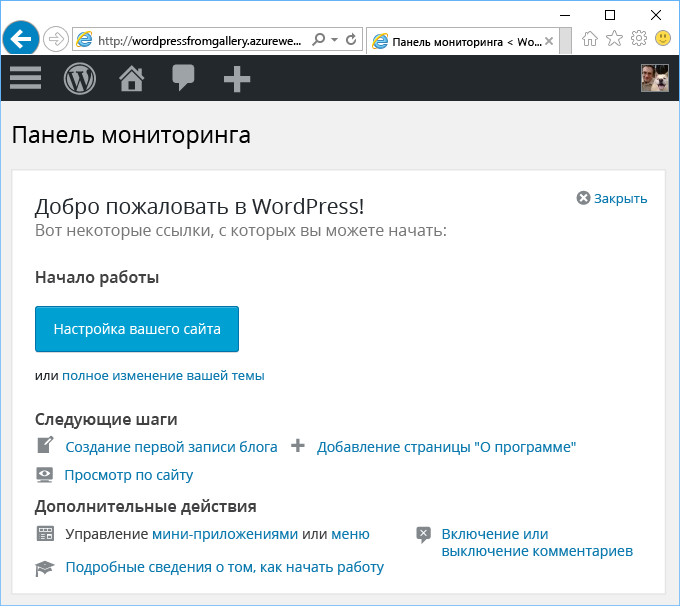 http://wordpressfromgallery.azurewe...
Панель мониторинга < Wo...
Панель мониторинга
Добро пожаловать в WordPress!
Закрыть
Вот некоторые ссылки, с которых вы можете начать:
Начало работы
Настройка вашего сайта
или полное изменение вашей темы
Следующие шаги
Создание первой записи блога
Добавление страницы "О программе"
Просмотр по сайту
Дополнительные действия
Управление мини-приложениями или меню
Включение или
выключение комментариев
Подробные сведения о том, как начать работу